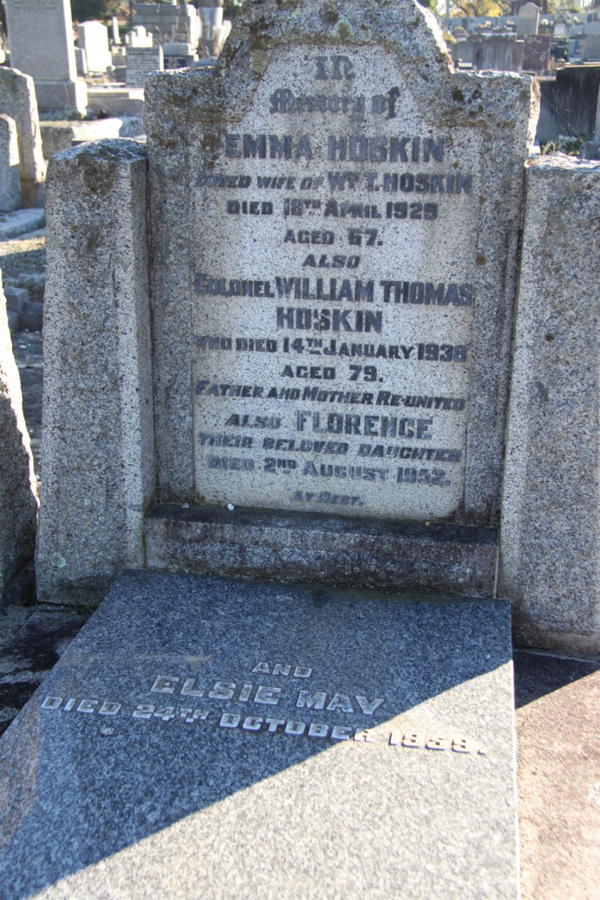 In
Memory of
EMMA HOSKIN
LOVED WIFE OF WM T. HOSKIN
DIED 18TH APRIL 1929
AGED 67.
ALSO
COLONEL WILLIAM THOMAS
HOSKIN
WHO DIED 14TH JANUARY 1938
AGED 79.
FATHER AND MOTHER RE-UNITED
ALSO FLORENCE
THEIR BELOVED DAUGHTER
DIED 2ND AUGUST 1952.
AT REST.
AND
ELSIE MAY
DIED 24TH OCTOBER 1959.